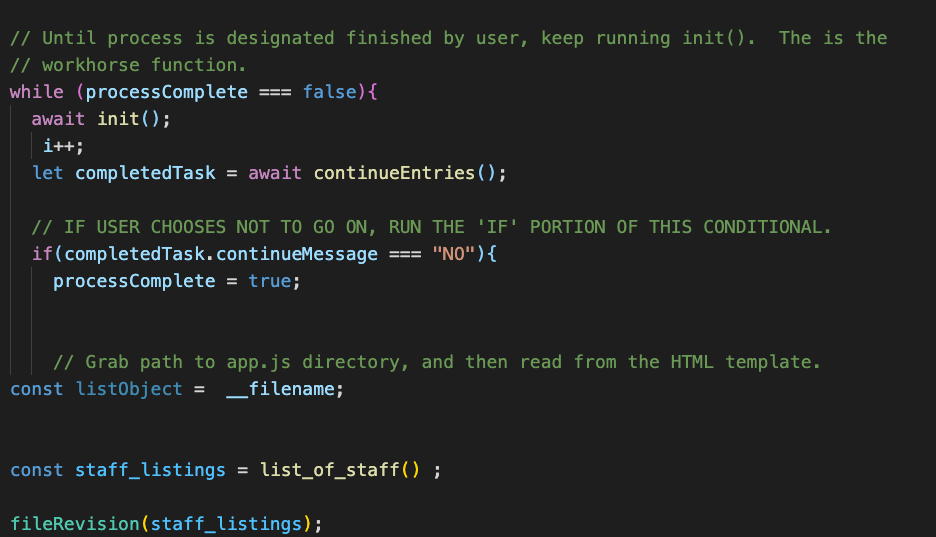 // Until process is designated finished by user, keep running init().  The is the
// workhorse function.
while (processComplete === false){
  await init();
   i++;
  let completedTask = await continueEntries();
  // IF USER CHOOSES NOT TO GO ON, RUN THE 'IF' PORTION OF THIS CONDITIONAL.
  if(completedTask.continueMessage === "NO"){
    processComplete = true;
    // Grab path to app.js directory, and then read from the HTML template.
const listObject =  __filename;
const staff_listings = list_of_staff() ;
fileRevision(staff_listings);